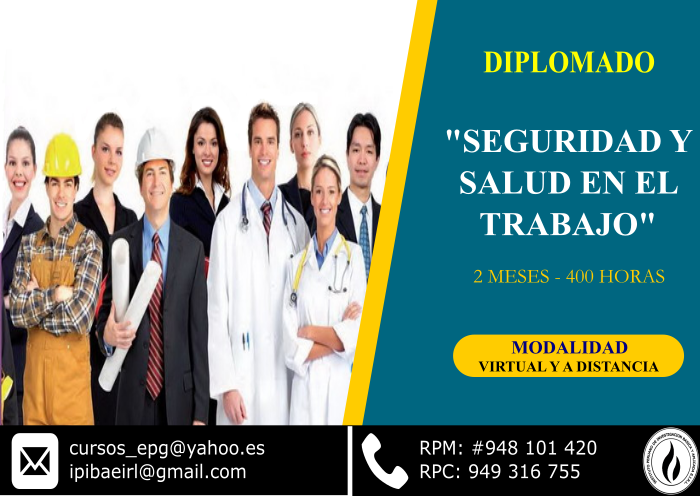 DIPLOMADO
"SEGURIDAD Y
SALUD EN EL
TRABAJO"
2 MESES - 400 HORAS
MODALIDAD
VIRTUAL Y A DISTANCIA
cursos_epg@yahoo.es
ipibaeirl@gmail.com
RPM: #948 101 420
RPC: 949 316 755